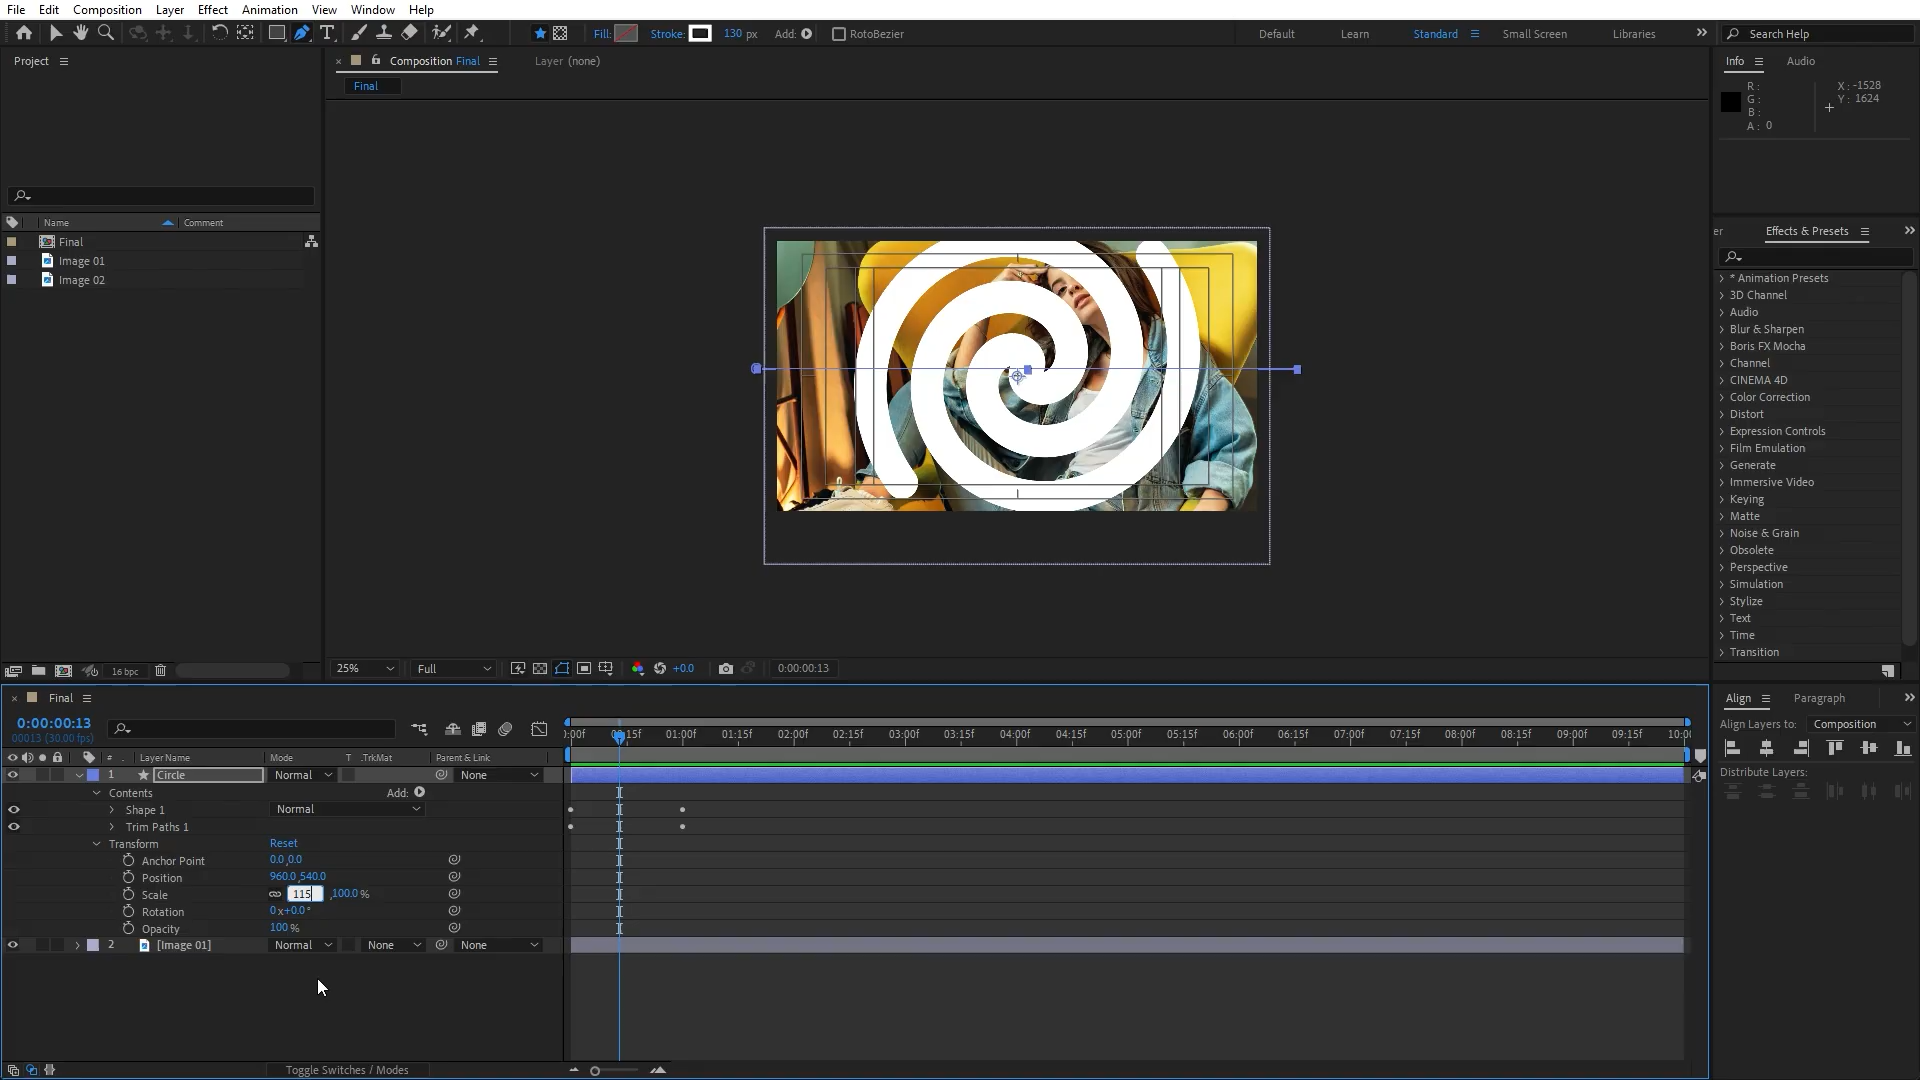 File Edit Composition Layer Effect Animation View Window Help
Fill: Stroke: 130 px Add: RotoBezier Default Learn Standard Small Screen Libraries Search Help
Project
Composition Final Layer (none)
Final
Info Audio
R :
G :
B :
A : 0
X : -1528
Y : 1624
Name Comment
Final
Image 01
Image 02
er Effects & Presets
* Animation Presets
3D Channel
Audio
Blur & Sharpen
Boris FX Mocha
Channel
CINEMA 4D
Color Correction
Distort
Expression Controls
Film Emulation
Generate
Immersive Video
Keying
Matte
Noise & Grain
Obsolete
Perspective
Simulation
Stylize
Text
Time
Transition
16 bpc
25% Full +0.0 0:00:00:13
Final
0:00:00:13
00013 (30.00 fps)
:00f 00:15f 01:00f 01:15f 02:00f 02:15f 03:00f 03:15f 04:00f 04:15f 05:00f 05:15f 06:00f 06:15f 07:00f 07:15f 08:00f 08:15f 09:00f 09:15f 10:00
# . Layer Name Mode T .TrkMat Parent & Link
1 Circle Normal None
Contents Add:
Shape 1 Normal
Trim Paths 1
Transform Reset
Anchor Point 0.0,0.0
Position 960.0,540.0
Scale 115 ,100.0 %
Rotation 0x+0.0°
Opacity 100 %
2 [Image 01] Normal None None
Toggle Switches / Modes
Align Paragraph
Align Layers to: Composition
Distribute Layers: